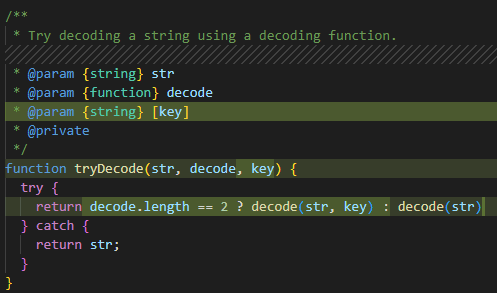 /**
 * Try decoding a string using a decoding function.
 * @param {string} str
 * @param {function} decode
 * @param {string} [key]
 * @private
 */
function tryDecode(str, decode, key) {
  try {
    return decode.length == 2 ? decode(str, key) : decode(str)
  } catch {
    return str;
  }
}